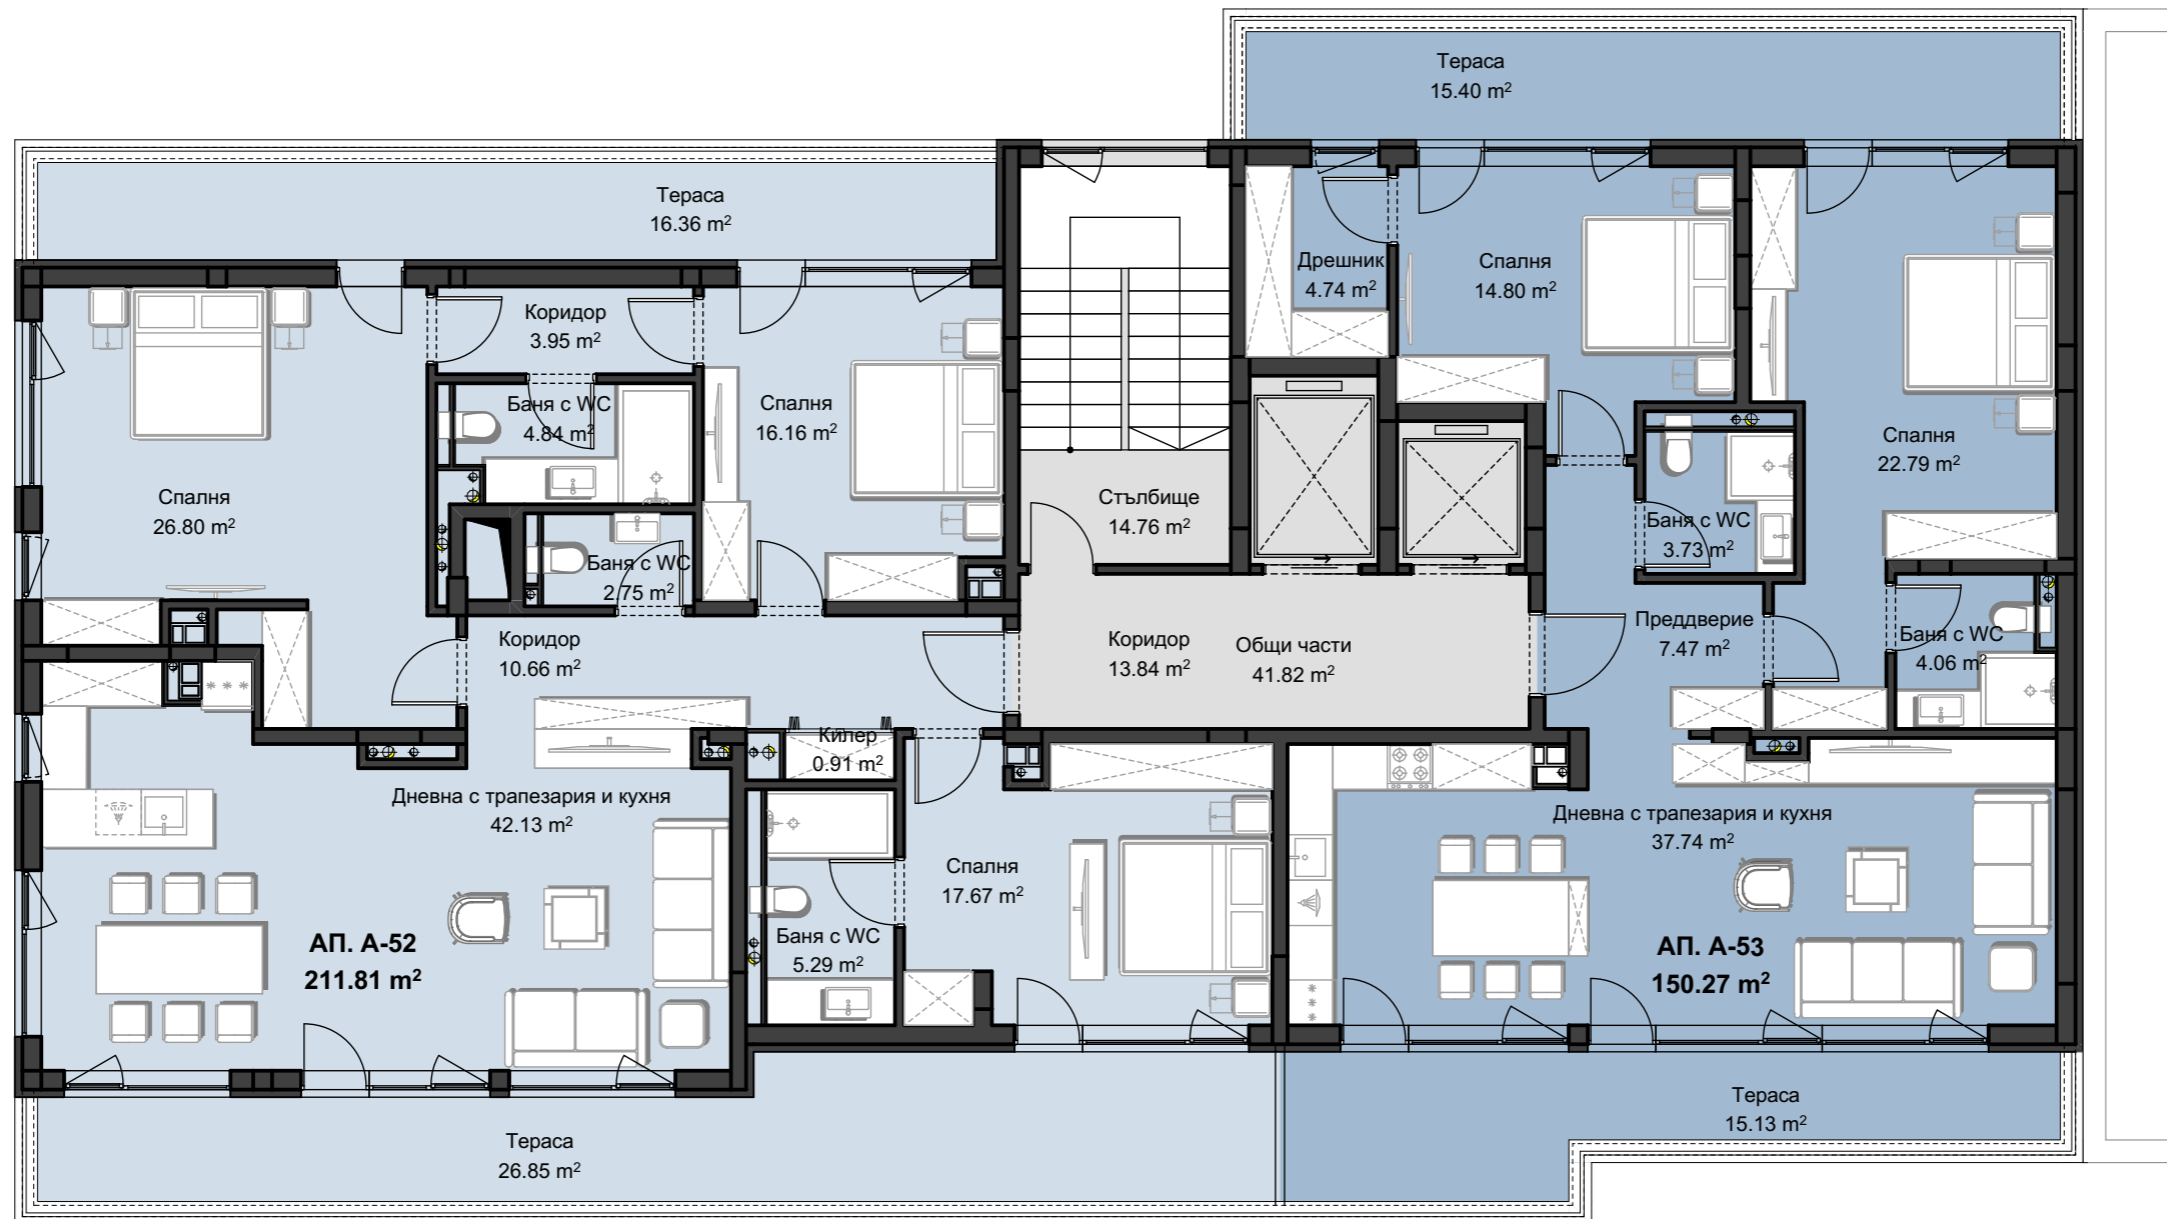 Тераса
15.40 m²
Тераса
16.36 m²
Дрешник
4.74 m²
Спалня
14.80 m²
Коридор
3.95 m²
Баня с WC
4.84 m²
Спалня
16.16 m²
Спалня
22.79 m²
Спалня
26.80 m²
Стълбище
14.76 m²
Баня с WC
3.73 m²
Баня с WC
2.75 m²
Коридор
10.66 m²
Коридор
13.84 m²
Общи части
41.82 m²
Преддверие
7.47 m²
Баня с WC
4.06 m²
Килер
0.91 m²
Дневна с трапезария и кухня
42.13 m²
Дневна с трапезария и кухня
37.74 m²
Спалня
17.67 m²
АП. А-52
211.81 m²
Баня с WC
5.29 m²
АП. А-53
150.27 m²
Тераса
15.13 m²
Тераса
26.85 m²